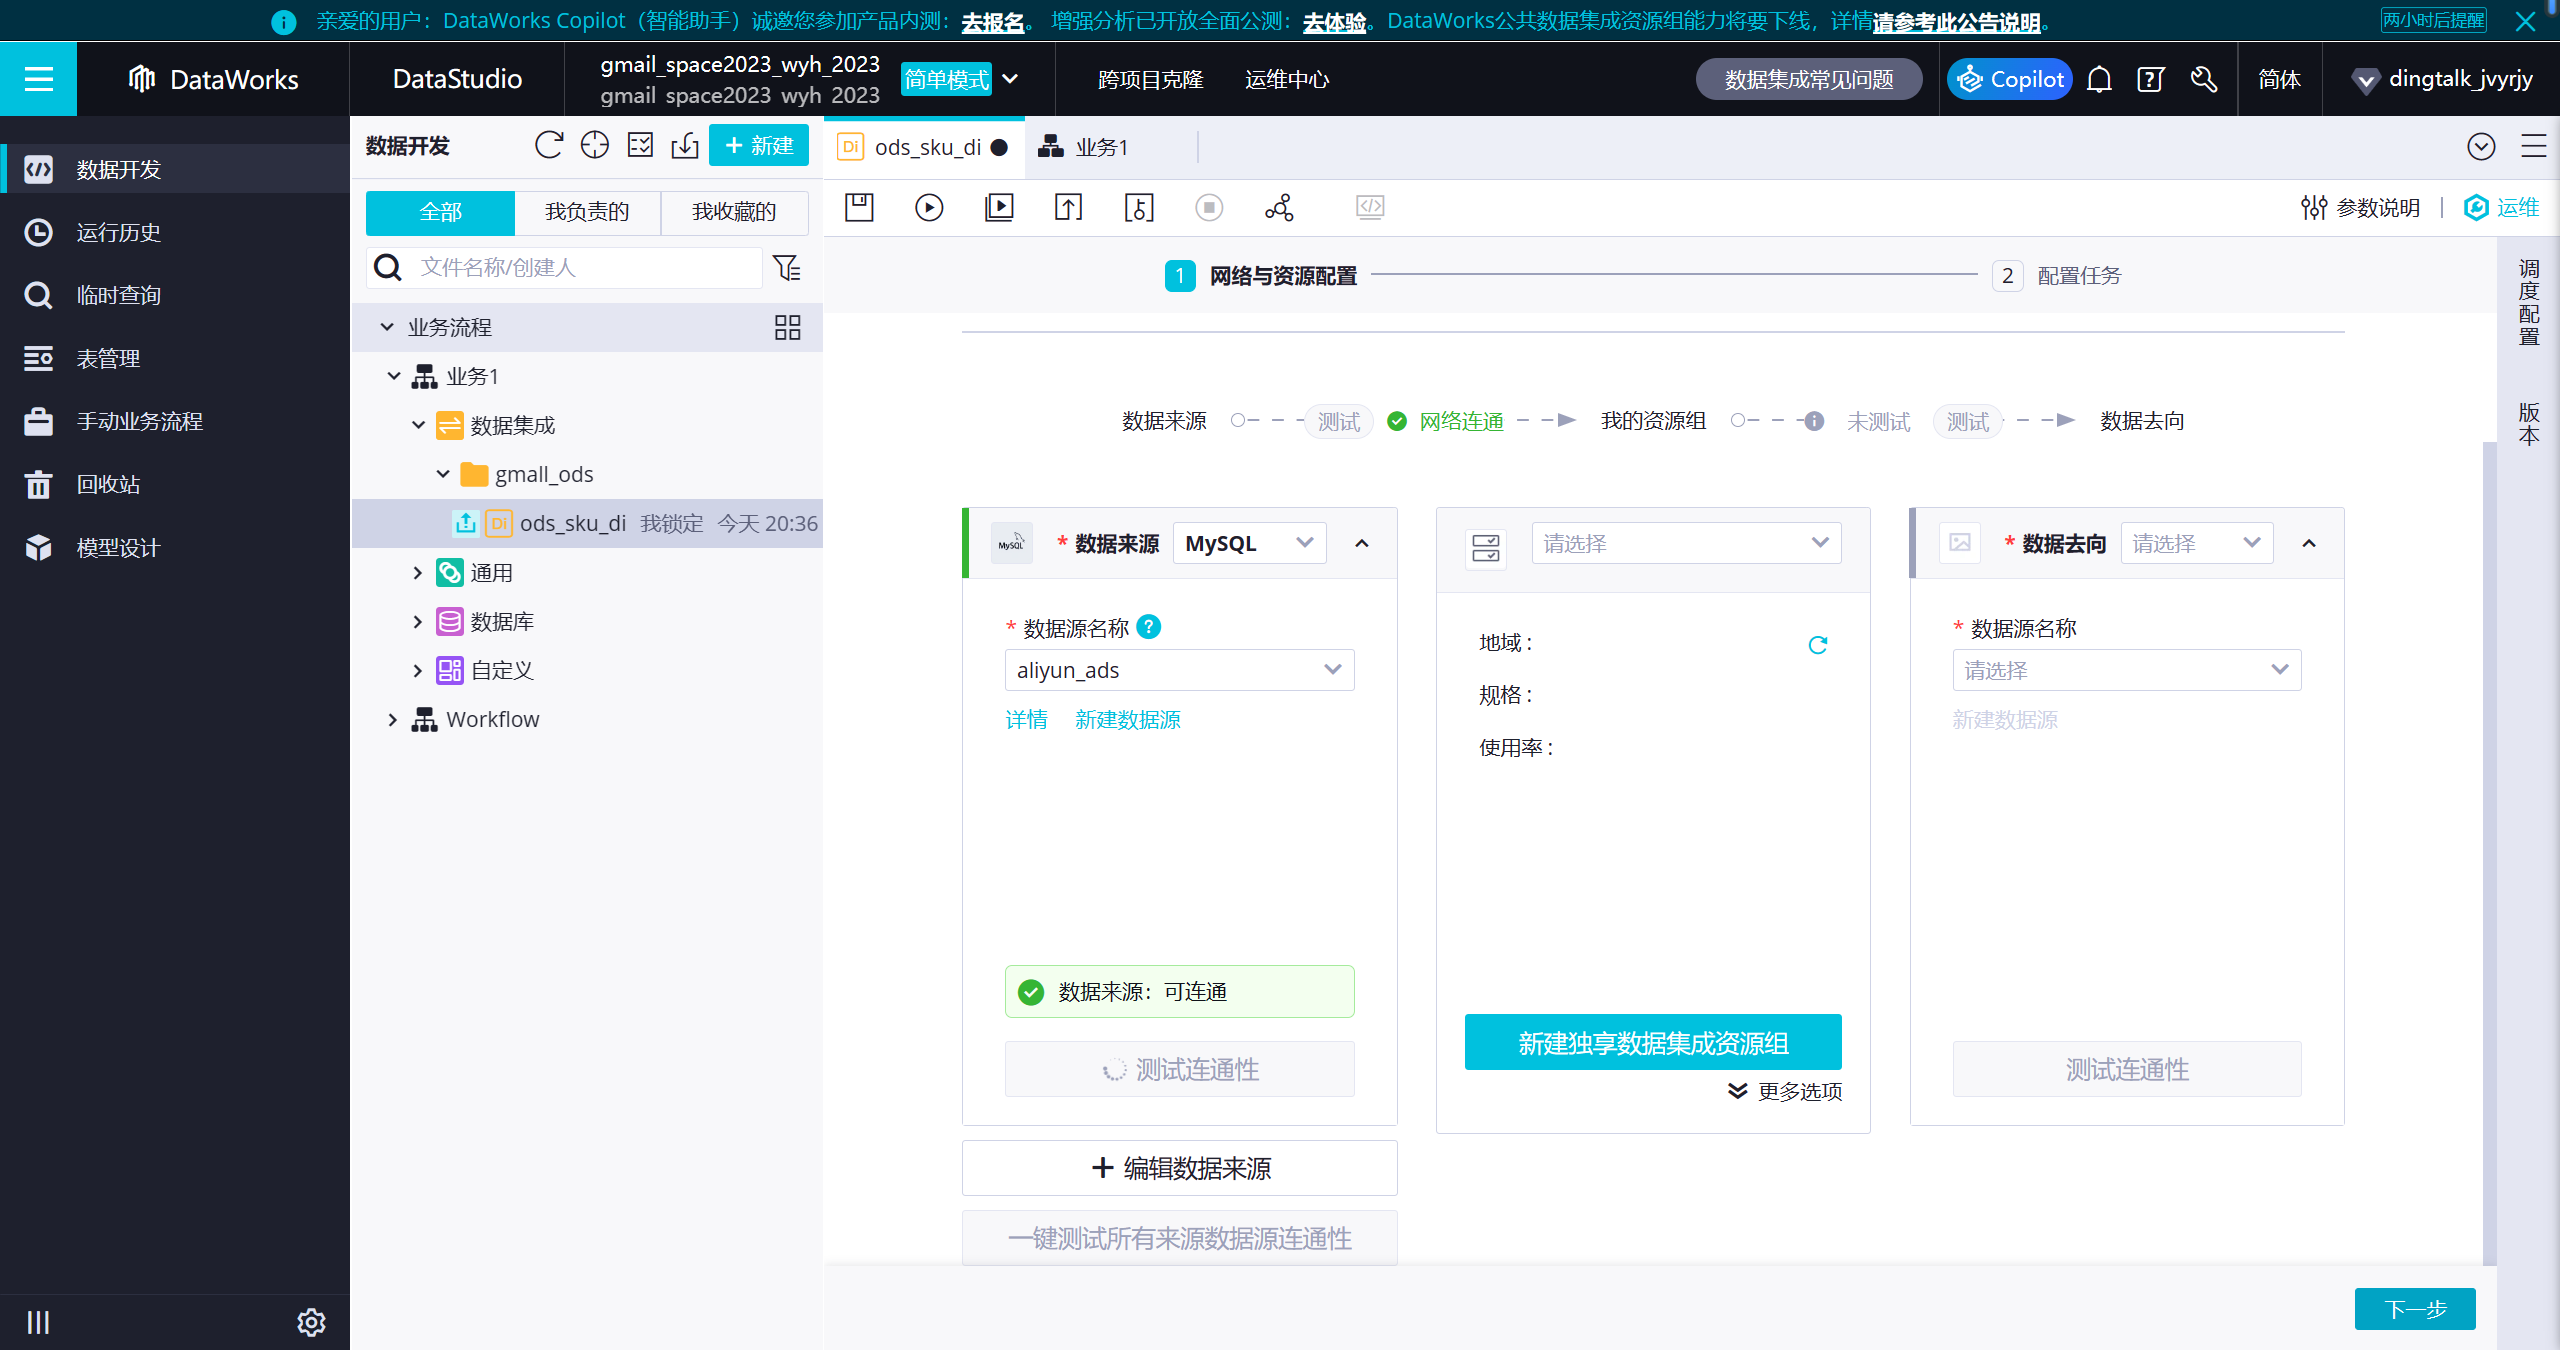 亲爱的用户：DataWorks Copilot（智能助手）诚邀您参加产品内测：去报名。 增强分析已开放全面公测：去体验。DataWorks公共数据集成资源组能力将要下线，详情请参考此公告说明。
两小时后提醒
DataWorks
DataStudio
gmail_space2023_wyh_2023
gmail_space2023_wyh_2023
简单模式
跨项目克隆
运维中心
数据集成常见问题
Copilot
简体
dingtalk_jvyrjy
数据开发
运行历史
临时查询
表管理
手动业务流程
回收站
模型设计
数据开发
新建
全部
我负责的
我收藏的
文件名称/创建人
业务流程
业务1
数据集成
gmall_ods
Di ods_sku_di 我锁定 今天 20:36
通用
数据库
自定义
Workflow
Di ods_sku_di
业务1
参数说明
运维
1 网络与资源配置
2 配置任务
调度配置
版本
数据来源 测试 网络连通 我的资源组 未测试 测试 数据去向
MySQL * 数据来源 MySQL
* 数据源名称 ?
aliyun_ads
详情 新建数据源
数据来源：可连通
测试连通性
+ 编辑数据来源
一键测试所有来源数据源连通性
请选择
地域 :
规格 :
使用率 :
新建独享数据集成资源组
更多选项
* 数据去向 请选择
* 数据源名称
请选择
新建数据源
测试连通性
下一步